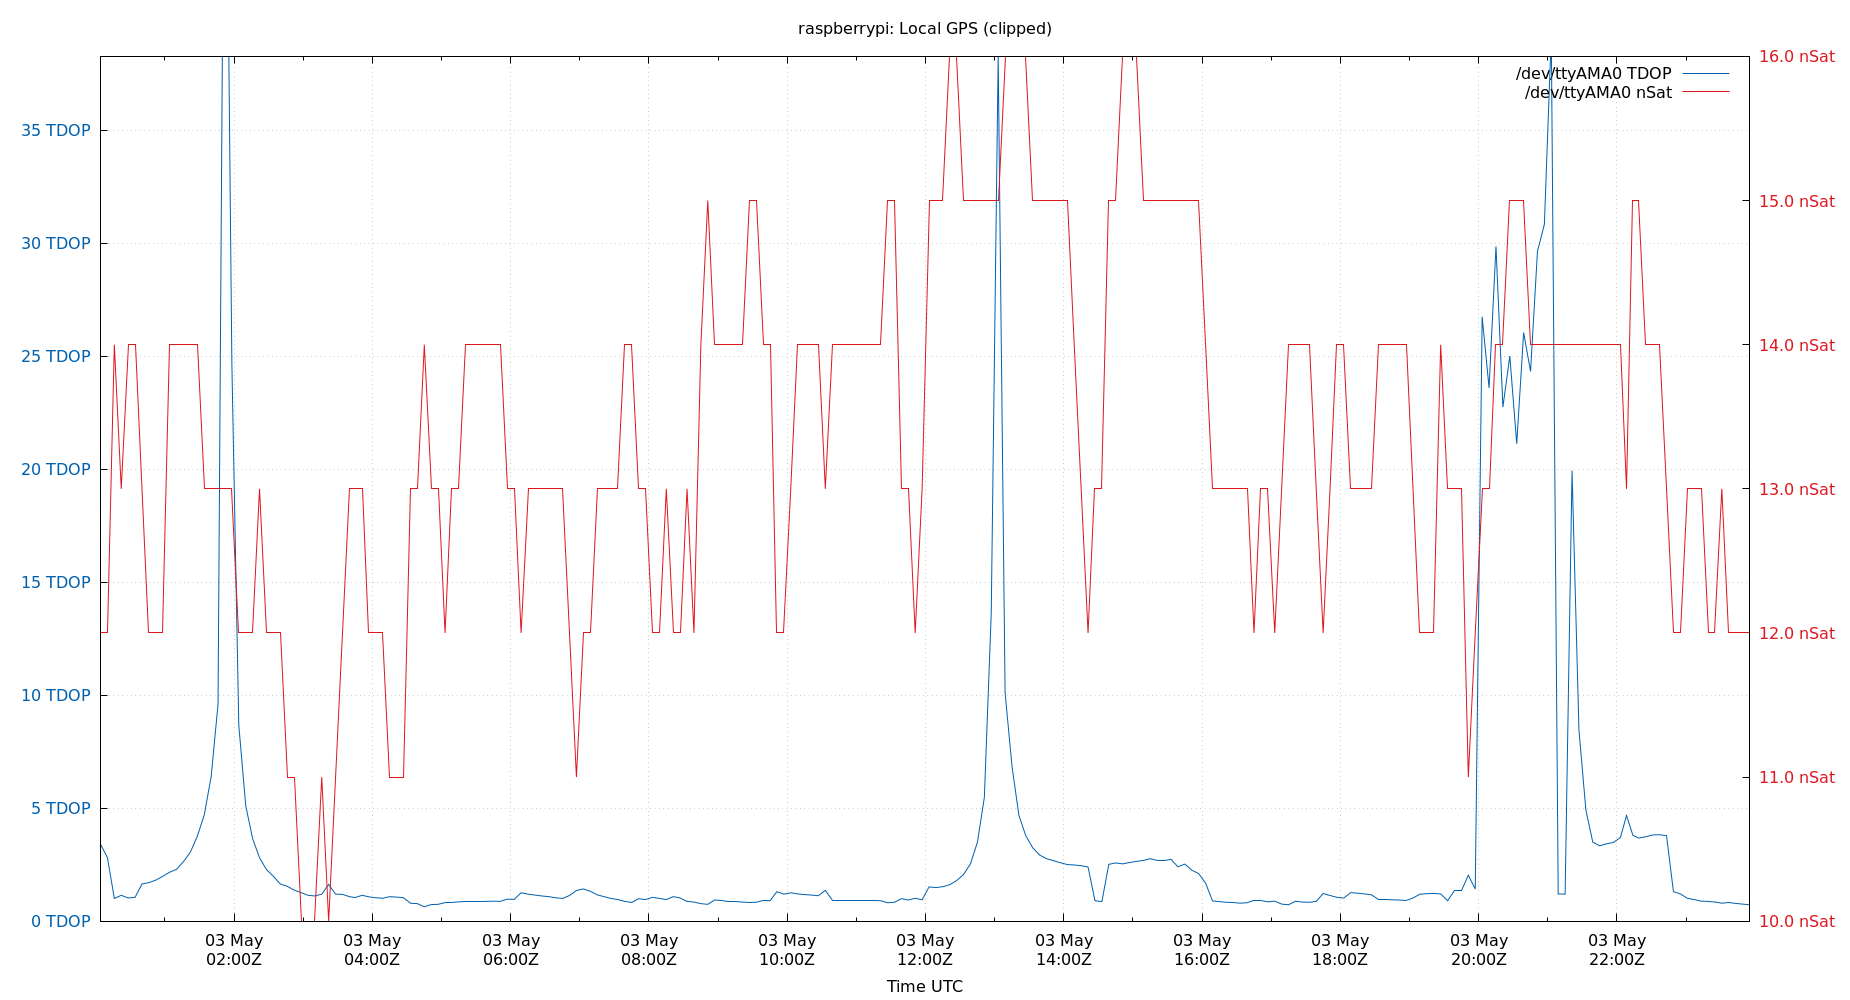 raspberrypi: Local GPS (clipped)
/dev/ttyAMA0 TDOP
/dev/ttyAMA0 nSat
35 TDOP
30 TDOP
25 TDOP
20 TDOP
15 TDOP
10 TDOP
5 TDOP
0 TDOP
16.0 nSat
15.0 nSat
14.0 nSat
13.0 nSat
12.0 nSat
11.0 nSat
10.0 nSat
03 May
02:00Z
03 May
04:00Z
03 May
06:00Z
03 May
08:00Z
03 May
10:00Z
03 May
12:00Z
03 May
14:00Z
03 May
16:00Z
03 May
18:00Z
03 May
20:00Z
03 May
22:00Z
Time UTC